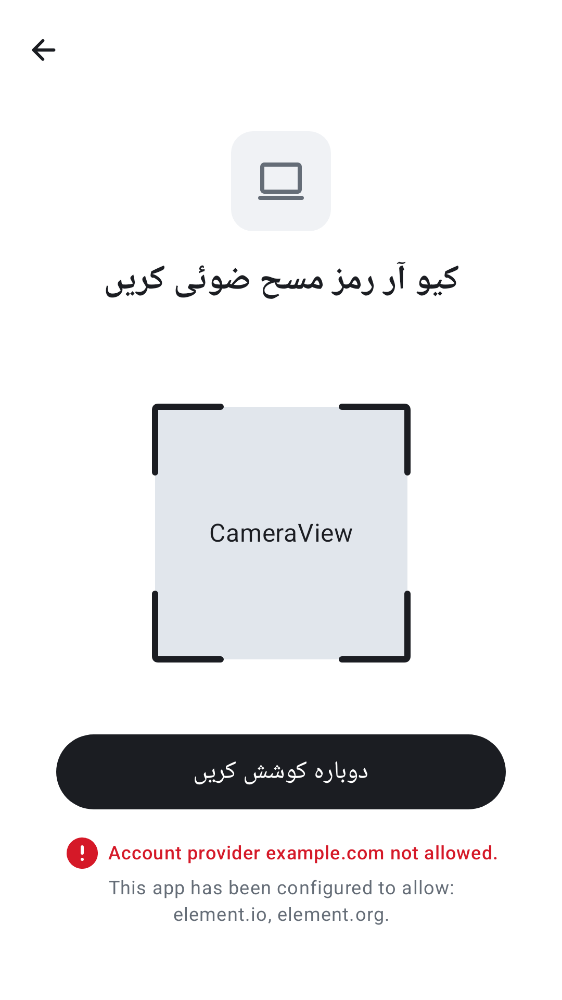 کیو آر رمز مسح ضوئی کریں
CameraView
دوبارہ کوشش کریں
Account provider example.com not allowed.
This app has been configured to allow:
element.io, element.org.